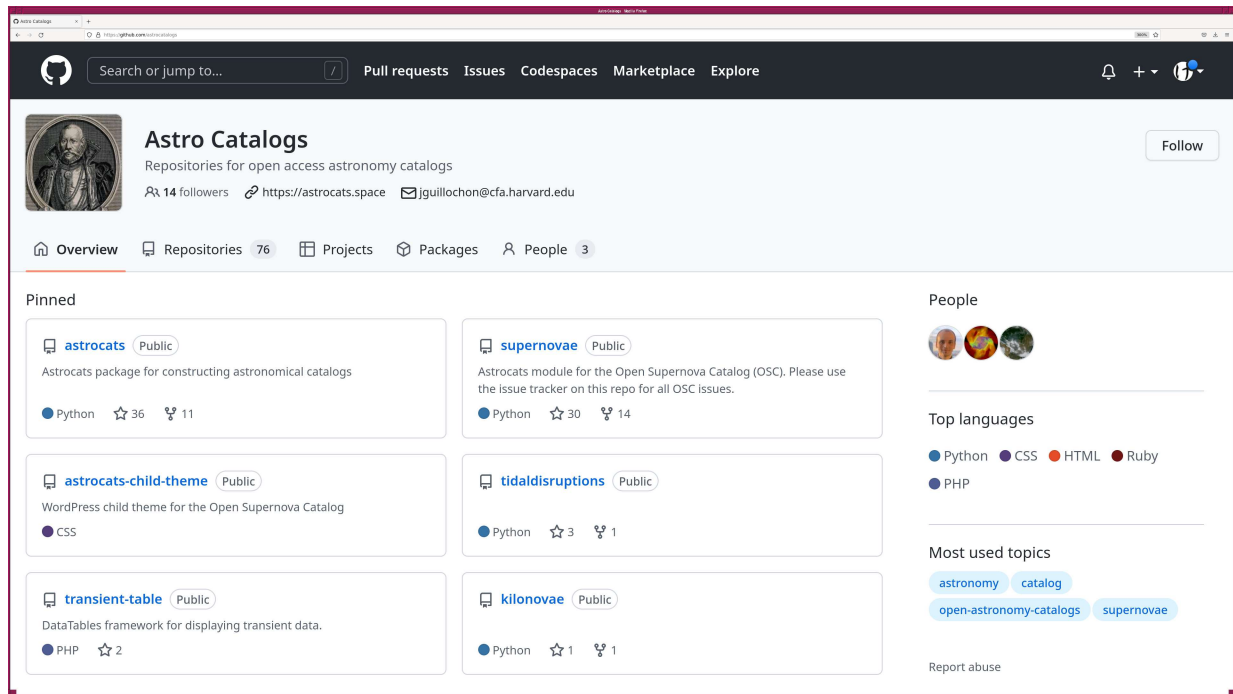 Astro Catalogs
https://github.com/astrocatalogs
Search or jump to... /
Pull requests Issues Codespaces Marketplace Explore
Astro Catalogs
Repositories for open access astronomy catalogs
14 followers https://astrocats.space jguillochon@cfa.harvard.edu
Follow
Overview Repositories 76 Projects Packages People 3
Pinned
astrocats Public
Astrocats package for constructing astronomical catalogs
Python 36 11
supernovae Public
Astrocats module for the Open Supernova Catalog (OSC). Please use
the issue tracker on this repo for all OSC issues.
Python 30 14
astrocats-child-theme Public
WordPress child theme for the Open Supernova Catalog
CSS
tidaldisruptions Public
Python 3 1
transient-table Public
DataTables framework for displaying transient data.
PHP 2
kilonovae Public
Python 1 1
People
Top languages
Python CSS HTML Ruby
PHP
Most used topics
astronomy catalog
open-astronomy-catalogs supernovae
Report abuse